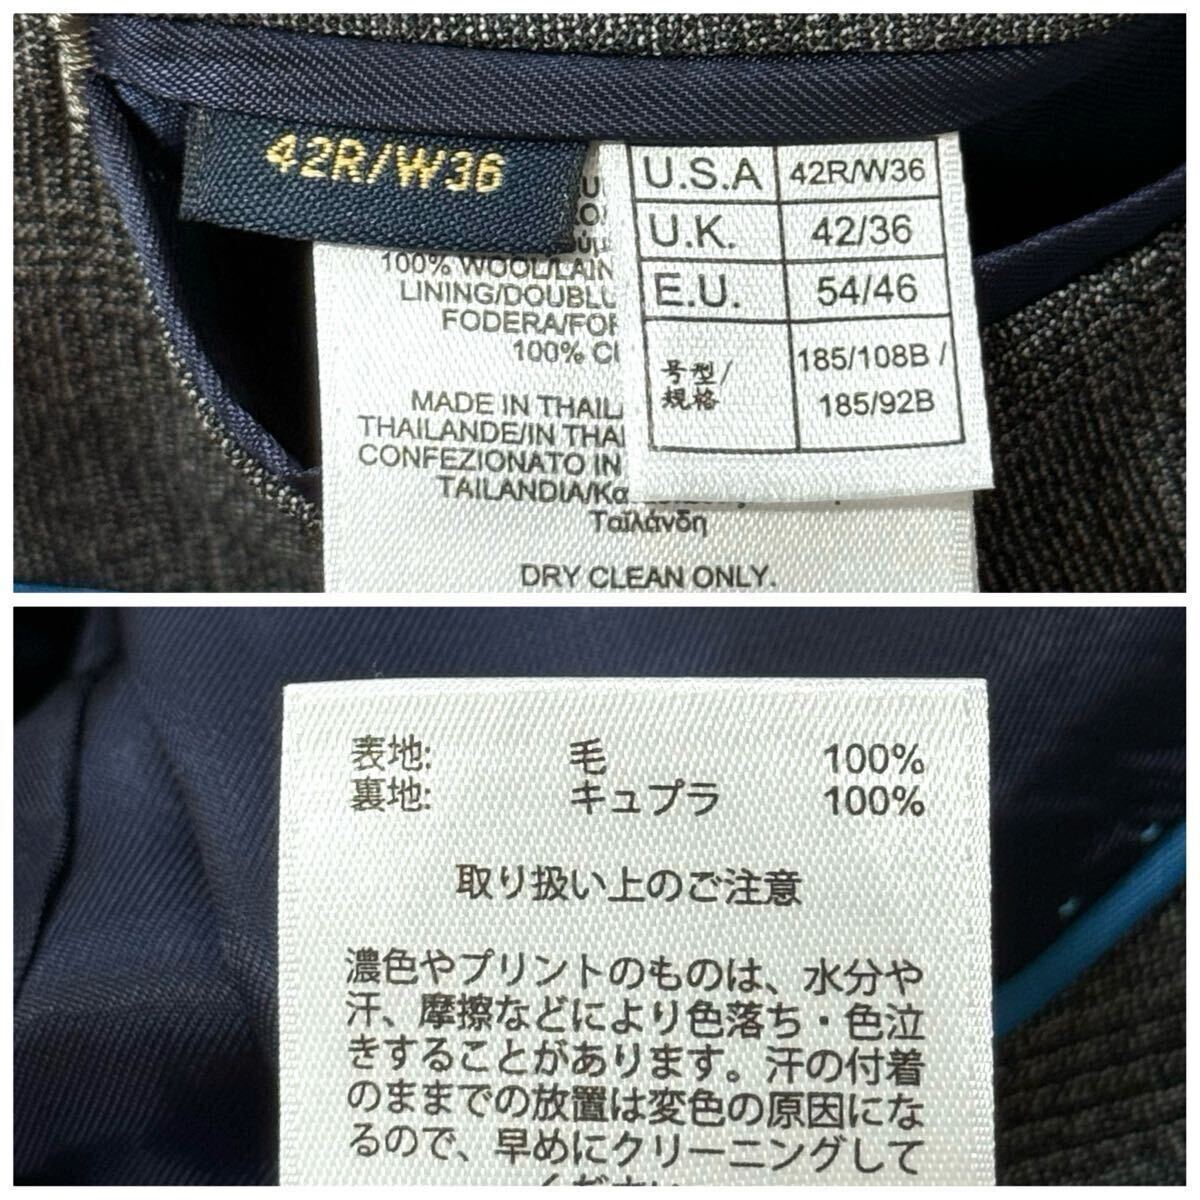 42R/W36
U.S.A 42R/W36
U.K. 42/36
E.U. 54/46
号型/ 185/108B /
規格 185/92B
100% WOOL/LAIN
LINING/DOUBLU
FODERA/FOR
100% CU
MADE IN THAIL
THAILANDE/IN THAI
CONFEZIONATO IN
TAILANDIA/Κα
Ταϊλάνδη
DRY CLEAN ONLY.
表地: 毛 100%
裏地: キュプラ 100%
取り扱い上のご注意
濃色やプリントのものは、水分や
汗、摩擦などにより色落ち・色泣
きすることがあります。汗の付着
のままでの放置は変色の原因にな
るので、早めにクリーニングして